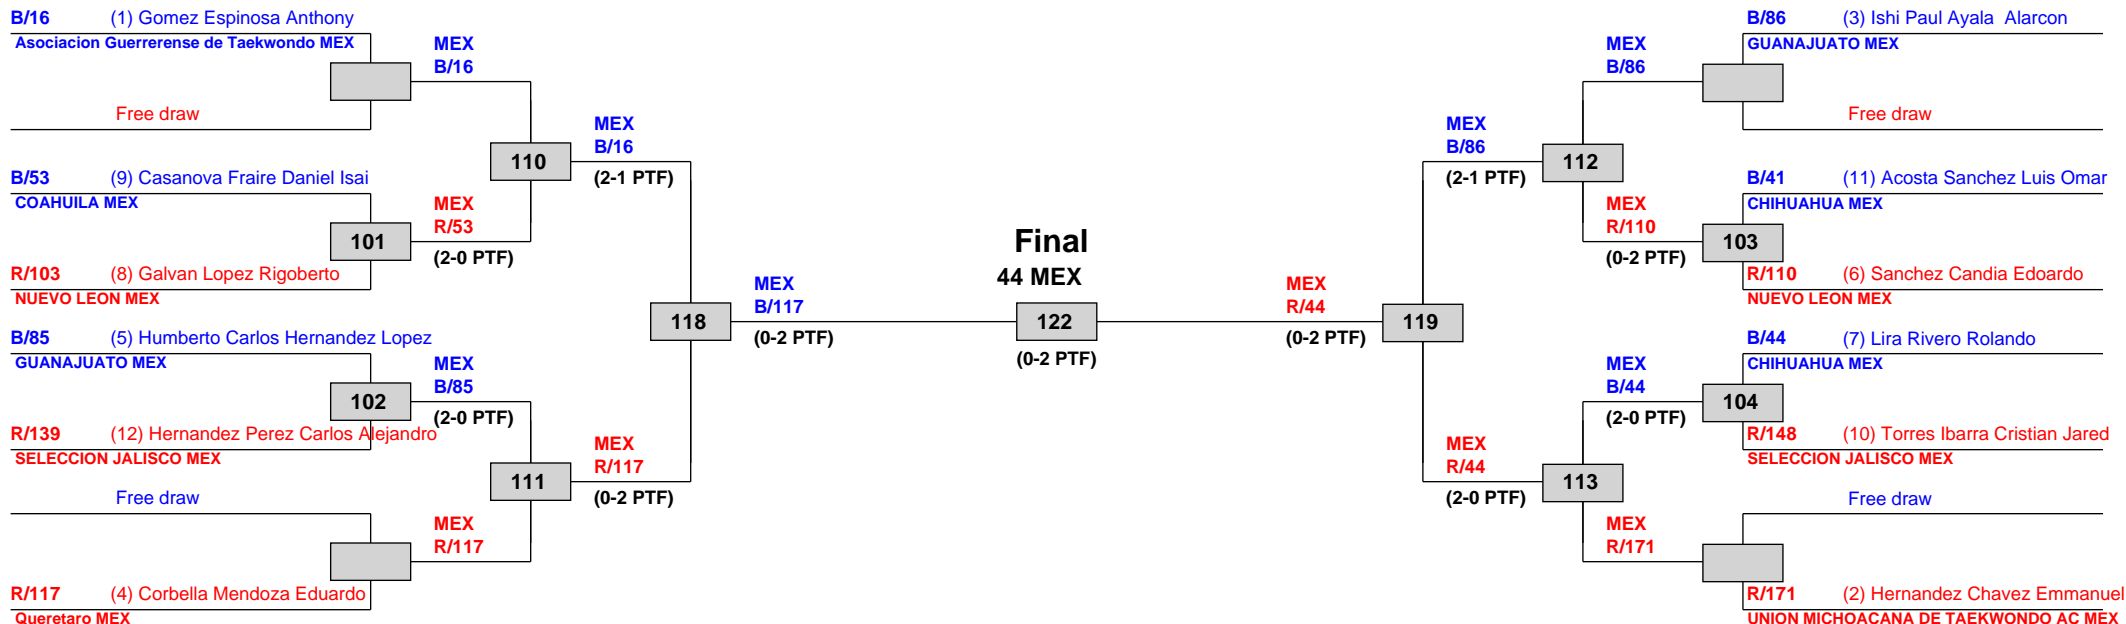 B/16 (1) Gomez Espinosa Anthony
Asociacion Guerrerense de Taekwondo MEX
Free draw
B/53 (9) Casanova Fraire Daniel Isai
COAHUILA MEX
101
R/103 (8) Galvan Lopez Rigoberto
NUEVO LEON MEX
B/85 (5) Humberto Carlos Hernandez Lopez
GUANAJUATO MEX
102
R/139 (12) Hernandez Perez Carlos Alejandro
SELECCION JALISCO MEX
Free draw
R/117 (4) Corbella Mendoza Eduardo
Queretaro MEX
MEX
B/16
110
MEX
R/53
(2-0 PTF)
MEX
B/85
(2-0 PTF)
111
MEX
R/117
MEX
B/16
(2-1 PTF)
118
MEX
R/117
(0-2 PTF)
MEX
B/117
(0-2 PTF)
Final
44 MEX
122
(0-2 PTF)
MEX
R/44
(0-2 PTF)
119
MEX
B/86
(2-1 PTF)
MEX
R/44
(2-0 PTF)
MEX
B/86
112
MEX
R/110
(0-2 PTF)
MEX
B/44
(2-0 PTF)
113
MEX
R/171
B/86 (3) Ishi Paul Ayala Alarcon
GUANAJUATO MEX
Free draw
B/41 (11) Acosta Sanchez Luis Omar
CHIHUAHUA MEX
103
R/110 (6) Sanchez Candia Edoardo
NUEVO LEON MEX
B/44 (7) Lira Rivero Rolando
CHIHUAHUA MEX
104
R/148 (10) Torres Ibarra Cristian Jared
SELECCION JALISCO MEX
Free draw
R/171 (2) Hernandez Chavez Emmanuel
UNION MICHOACANA DE TAEKWONDO AC MEX